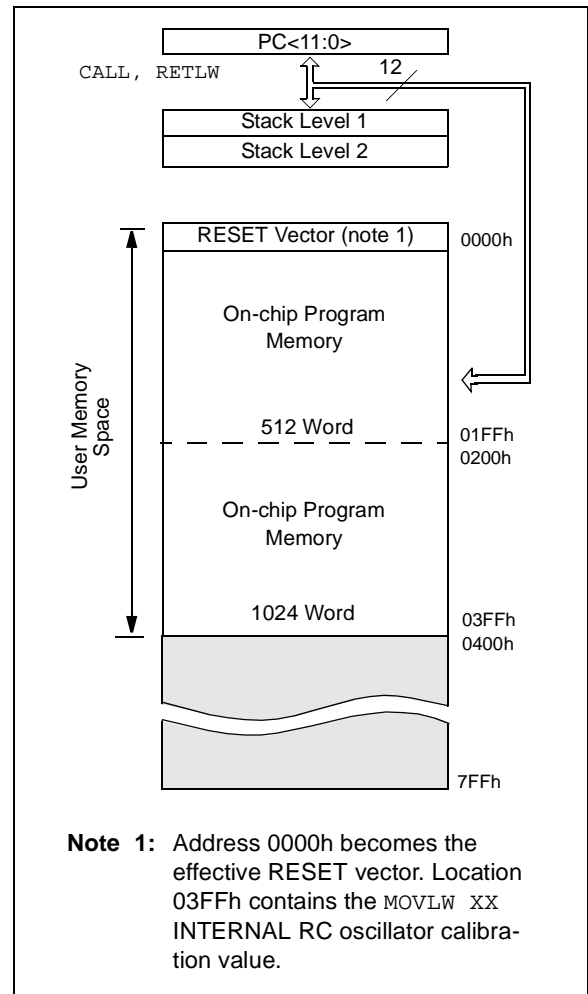 PC<11:0>
CALL, RETLW
12
Stack Level 1
Stack Level 2
RESET Vector (note 1)
0000h
On-chip Program
Memory
User Memory
Space
512 Word
01FFh
0200h
On-chip Program
Memory
1024 Word
03FFh
0400h
7FFh
Note 1: Address 0000h becomes the
effective RESET vector. Location
03FFh contains the MOVLW XX
INTERNAL RC oscillator calibra-
tion value.